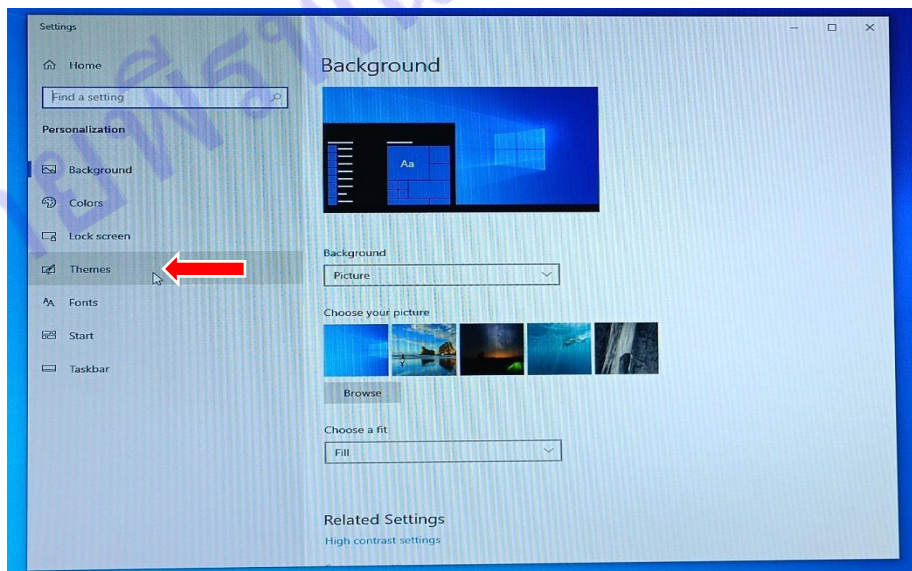 Settings
Home
Find a setting
Personalization
Background
Colors
Lock screen
Themes
Fonts
Start
Taskbar
Background
Aa
Background
Picture
Choose your picture
Browse
Choose a fit
Fill
Related Settings
High contrast settings